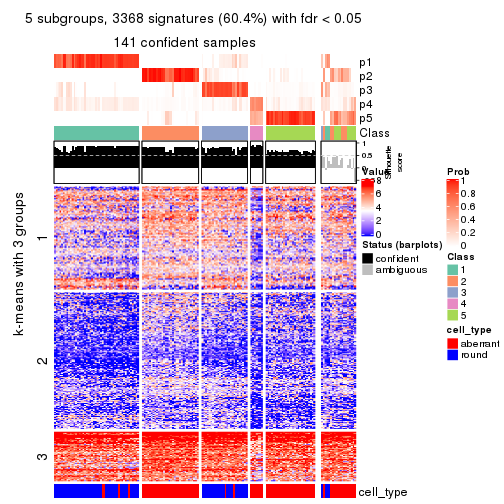 5 subgroups, 3368 signatures (60.4%) with fdr < 0.05
141 confident samples
p1
p2
p3
p4
p5
Class
1
0.5
0
Silhouette
score
k-means with 3 groups
1
2
3
cell_type
Value
8
6
4
2
0
Status (barplots)
confident
ambiguous
Prob
1
0.8
0.6
0.4
0.2
0
Class
1
2
3
4
5
cell_type
aberrant
round